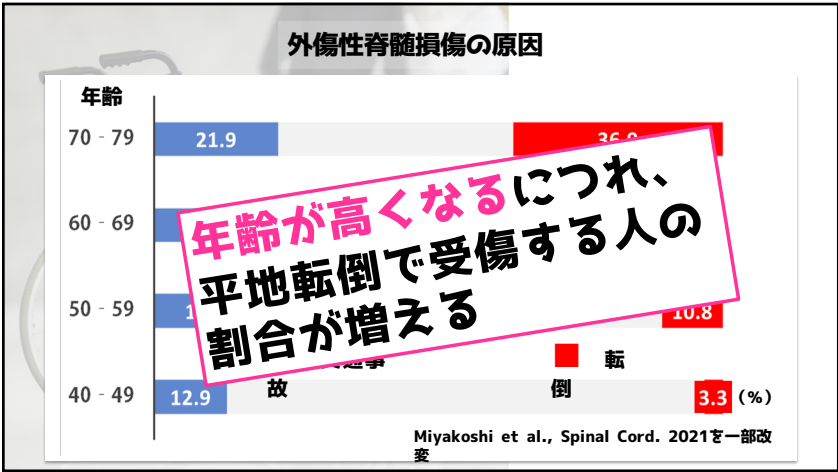 外傷性脊髄損傷の原因
年齢
70‐79
21.9
年齢が高くなるにつれ、
平地転倒で受傷する人の
割合が増える
60‐69
50‐59
10.8
転
倒
故
40‐49
12.9
3.3
(%)
Miyakoshi et al., Spinal Cord. 2021を一部改
変